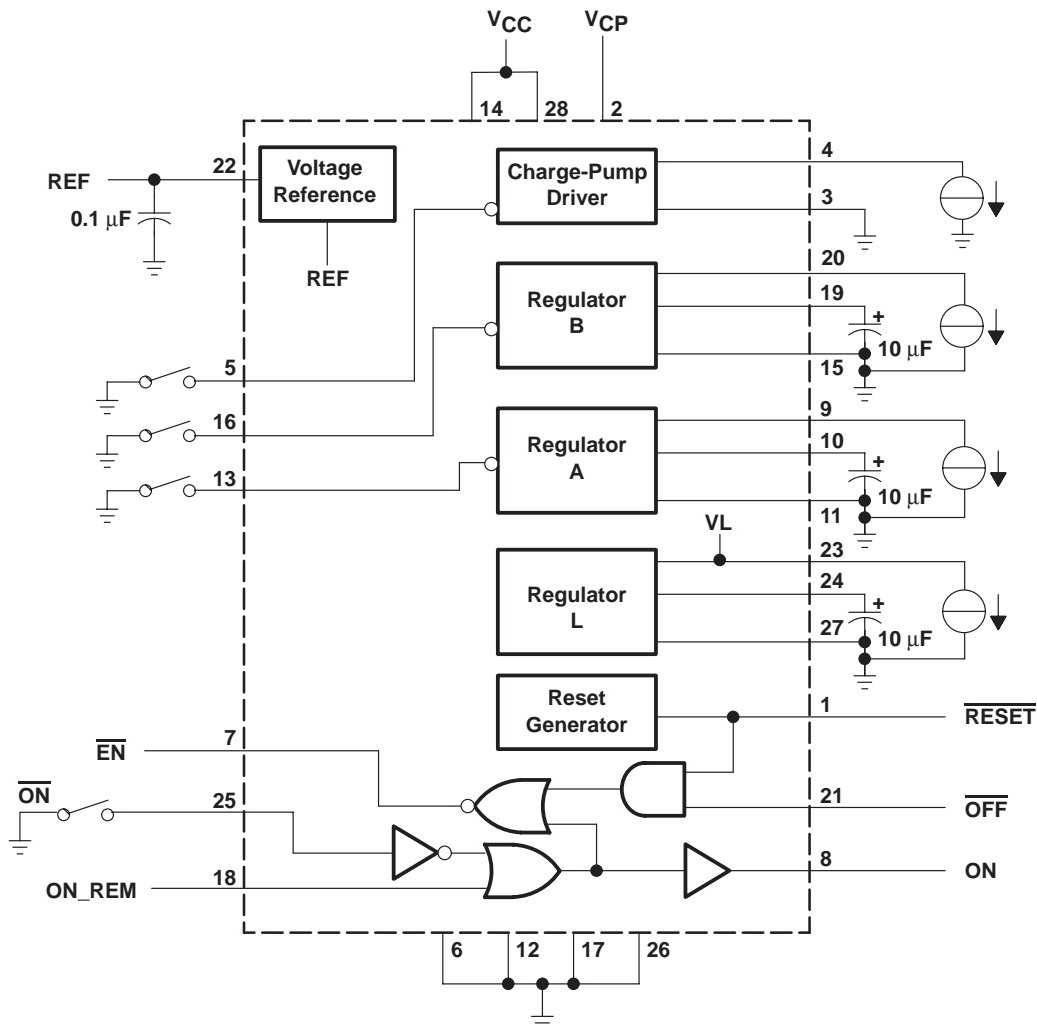 VCC
VCP
14
28
2
22
REF
0.1 µF
Voltage
Reference
REF
Charge-Pump
Driver
4
3
20
19
Regulator
B
10 µF
+
15
5
16
13
9
10
Regulator
A
+
10 µF
11
VL
23
24
Regulator
L
+
27
10 µF
Reset
Generator
1
RESET
7
EN
ON
25
21
OFF
8
ON
ON_REM
18
6
12
17
26